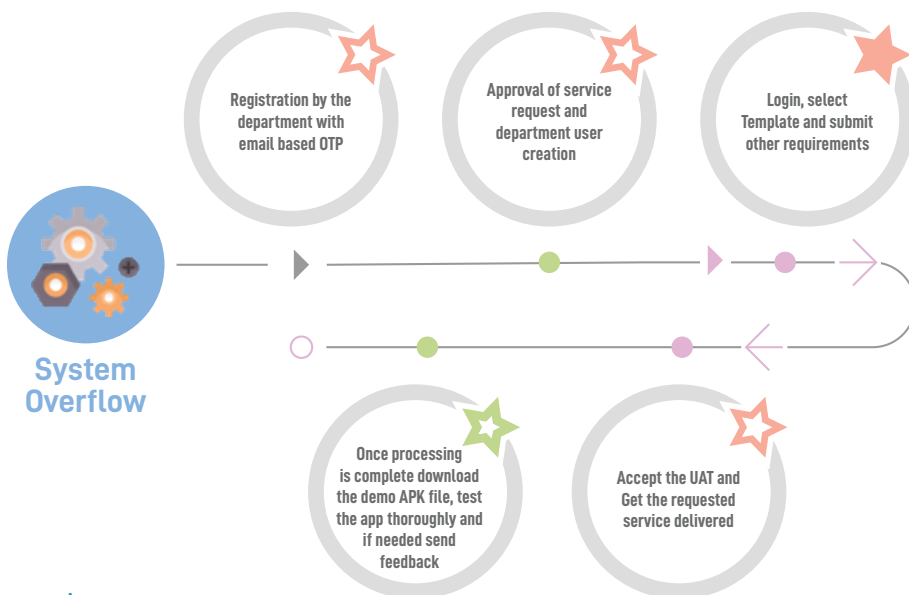 Registration by the
department with
email based OTP
Approval of service
request and
department user
creation
Login, select
Template and submit
other requirements
System
Overflow
Once processing
is complete download
the demo APK file, test
the app thoroughly and
if needed send
feedback
Accept the UAT and
Get the requested
service delivered